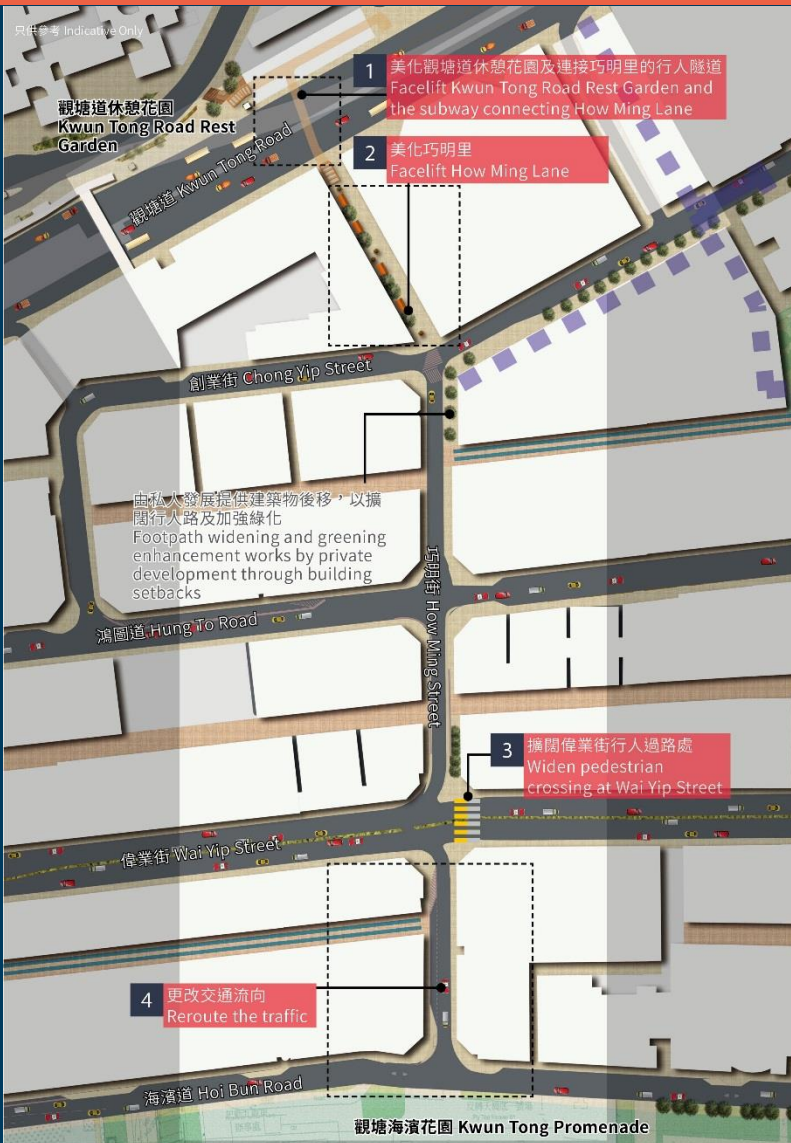 只供參考 Indicative Only
1 美化觀塘道休憩花園及連接巧明里的行人隧道
Facelift Kwun Tong Road Rest Garden and
the subway connecting How Ming Lane
觀塘道休憩花園
Kwun Tong Road Rest
Garden
觀塘道 Kwun Tong Road
2 美化巧明里
Facelift How Ming Lane
創業街 Chong Yip Street
由私人發展提供建築物後移，以擴
闊行人路及加強綠化
Footpath widening and greening
enhancement works by private
development through building
setbacks
巧明街 How Ming Street
鴻圖道 Hung To Road
3 擴闊偉業街行人過路處
Widen pedestrian
crossing at Wai Yip Street
偉業街 Wai Yip Street
4 更改交通流向
Reroute the traffic
海濱道 Hoi Bun Road
觀塘海濱花園 Kwun Tong Promenade